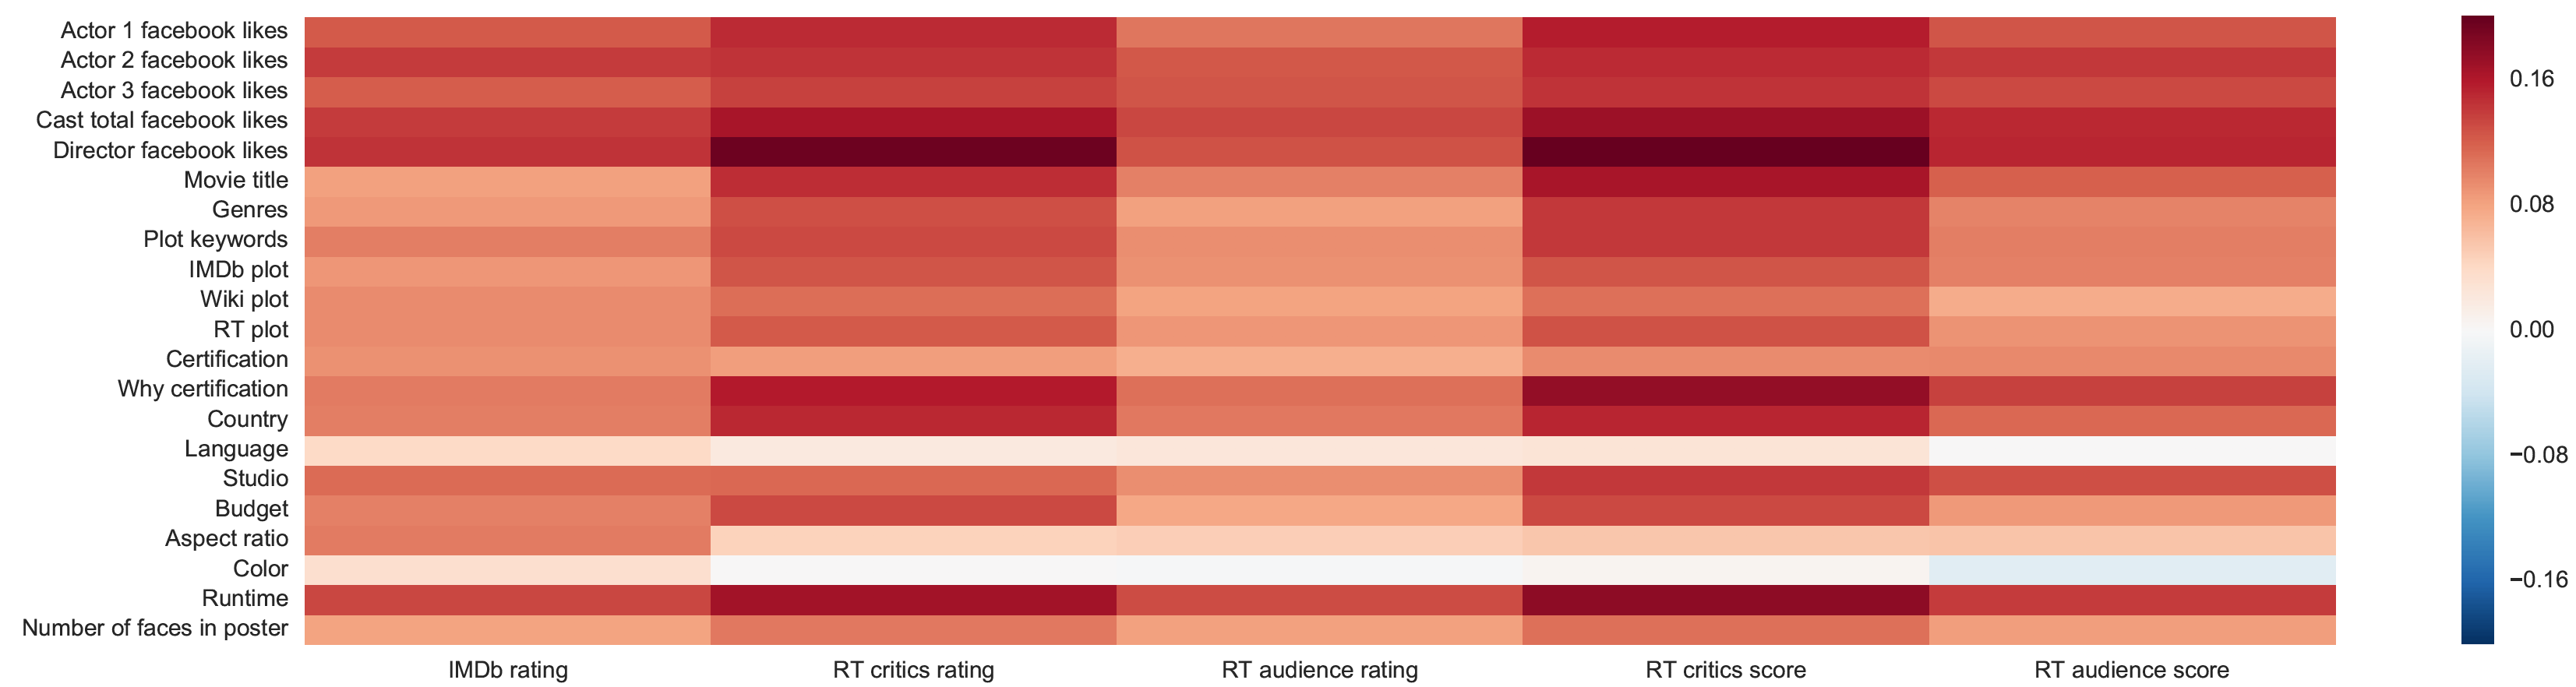 Actor 1 facebook likes
Actor 2 facebook likes
Actor 3 facebook likes
Cast total facebook likes
Director facebook likes
Movie title
Genres
Plot keywords
IMDb plot
Wiki plot
RT plot
Certification
Why certification
Country
Language
Studio
Budget
Aspect ratio
Color
Runtime
Number of faces in poster
IMDb rating
RT critics rating
RT audience rating
RT critics score
RT audience score
0.16
0.08
0.00
−0.08
−0.16